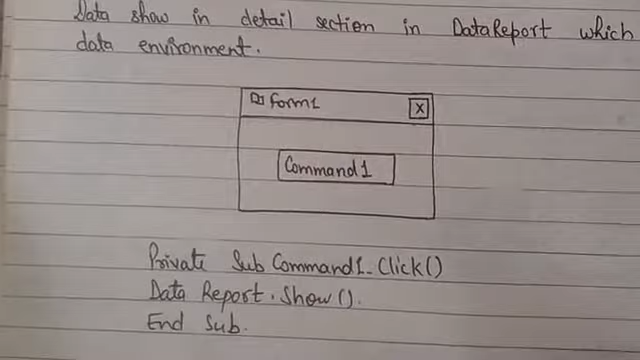 Data show in detail section in DataReport which
data environment.
Form1 X
Command1
Private Sub Command1_Click()
Data Report.Show().
End Sub.